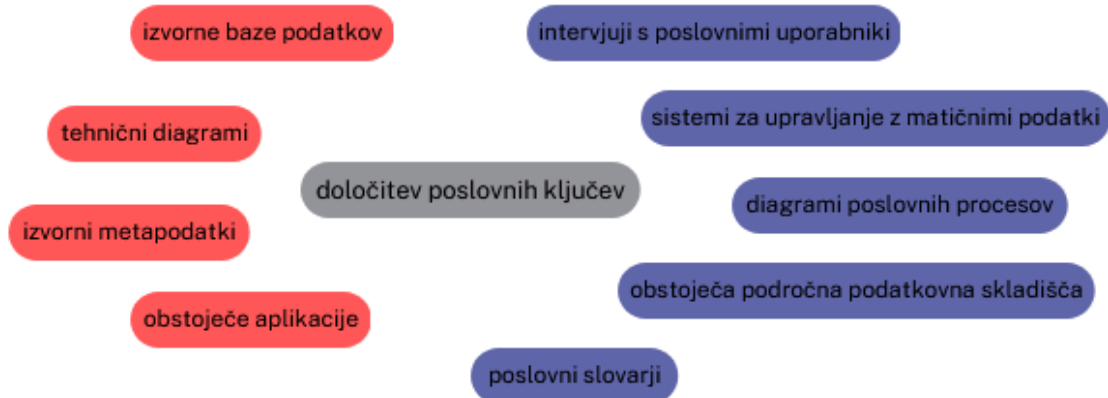 izvorne baze podatkov
intervjuji s poslovnimi uporabniki
sistemi za upravljanje z matičnimi podatki
tehnični diagrami
določitev poslovnih ključev
diagrami poslovnih procesov
izvorni metapodatki
obstoječa področna podatkovna skladišča
obstoječe aplikacije
poslovni slovarji